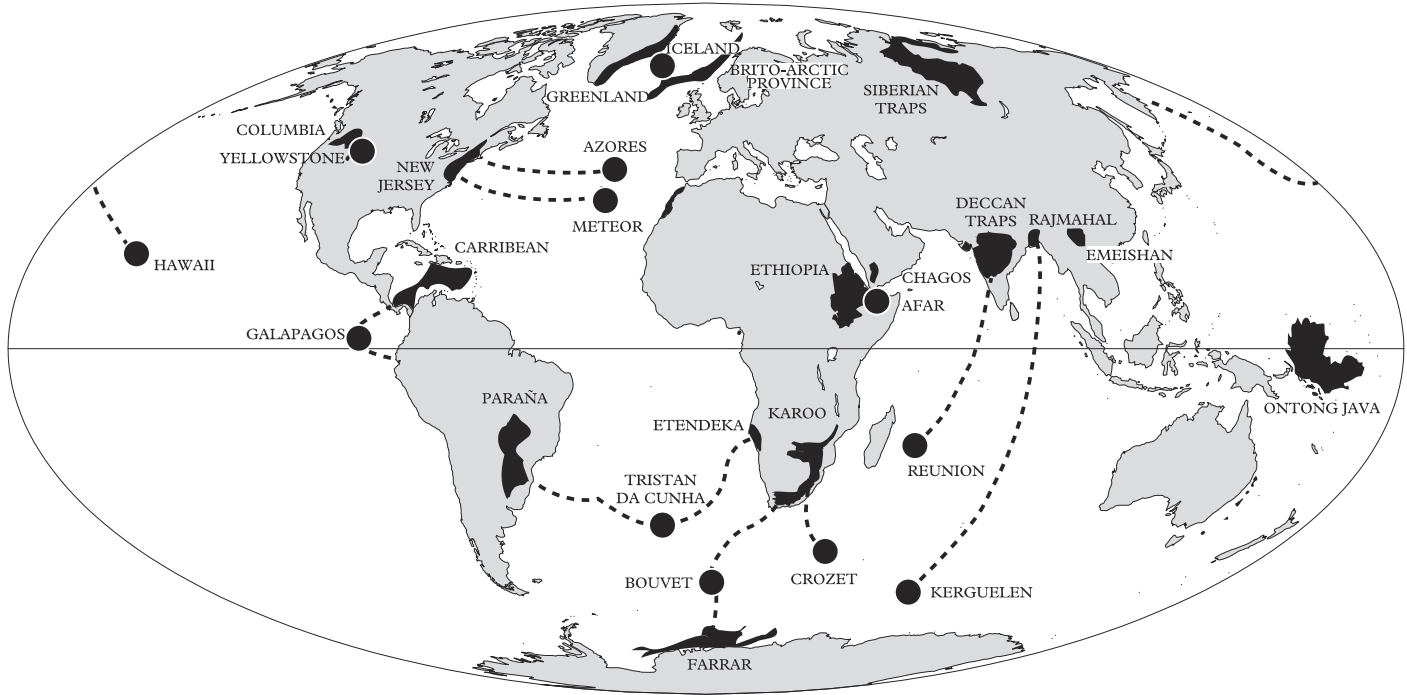 ICELAND
BRITO-ARCTIC
PROVINCE
GREENLAND
SIBERIAN
TRAPS
COLUMBIA
YELLOWSTONE
NEW
JERSEY
AZORES
METEOR
DECCAN
TRAPS
RAJMAHAL
EMEISHAN
HAWAII
CARRIBEAN
ETHIOPIA
CHAGOS
AFAR
GALAPAGOS
PARAÑA
ETENDEKA
KAROO
ONTONG JAVA
REUNION
TRISTAN
DA CUNHA
BOUVET
CROZET
KERGUELEN
FARRAR